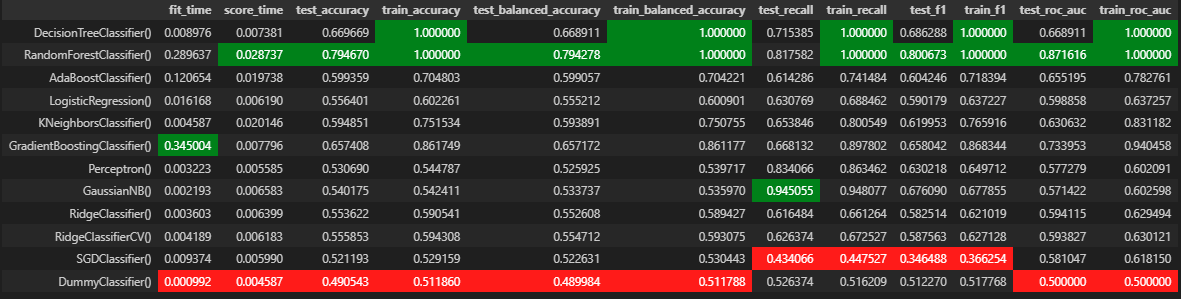 fit_time score_time test_accuracy train_accuracy test_balanced_accuracy train_balanced_accuracy test_recall train_recall test_f1 train_f1 test_roc_auc train_roc_auc
DecisionTreeClassifier() 0.008976 0.007381 0.669669 1.000000 0.668911 1.000000 0.715385 1.000000 0.686288 1.000000 0.668911 1.000000
RandomForestClassifier() 0.289637 0.028737 0.794670 1.000000 0.794278 1.000000 0.817582 1.000000 0.800673 1.000000 0.871616 1.000000
AdaBoostClassifier() 0.120654 0.019738 0.599359 0.704803 0.599057 0.704221 0.614286 0.741484 0.604246 0.718394 0.655195 0.782761
LogisticRegression() 0.016168 0.006190 0.556401 0.602261 0.555212 0.600901 0.630769 0.688462 0.590179 0.637227 0.598858 0.637257
KNeighborsClassifier() 0.004587 0.020146 0.594851 0.751534 0.593891 0.750755 0.653846 0.800549 0.619953 0.765916 0.630632 0.831182
GradientBoostingClassifier() 0.345004 0.007796 0.657408 0.861749 0.657172 0.861177 0.668132 0.897802 0.658042 0.868344 0.733953 0.940458
Perceptron() 0.003223 0.005585 0.530690 0.544787 0.525925 0.539717 0.834066 0.863462 0.630218 0.649712 0.577279 0.602091
GaussianNB() 0.002193 0.006583 0.540175 0.542411 0.533737 0.535970 0.945055 0.948077 0.676090 0.677855 0.571422 0.602598
RidgeClassifier() 0.003603 0.006399 0.553622 0.590541 0.552608 0.589427 0.616484 0.661264 0.582514 0.621019 0.594115 0.629494
RidgeClassifierCV() 0.004189 0.006183 0.555853 0.594308 0.554712 0.593075 0.626374 0.672527 0.587563 0.627128 0.593827 0.630121
SGDClassifier() 0.009374 0.005990 0.521193 0.529159 0.522631 0.530443 0.434066 0.447527 0.346488 0.366254 0.581047 0.618150
DummyClassifier() 0.000992 0.004587 0.490543 0.511860 0.489984 0.511788 0.526374 0.516209 0.512270 0.517768 0.500000 0.500000